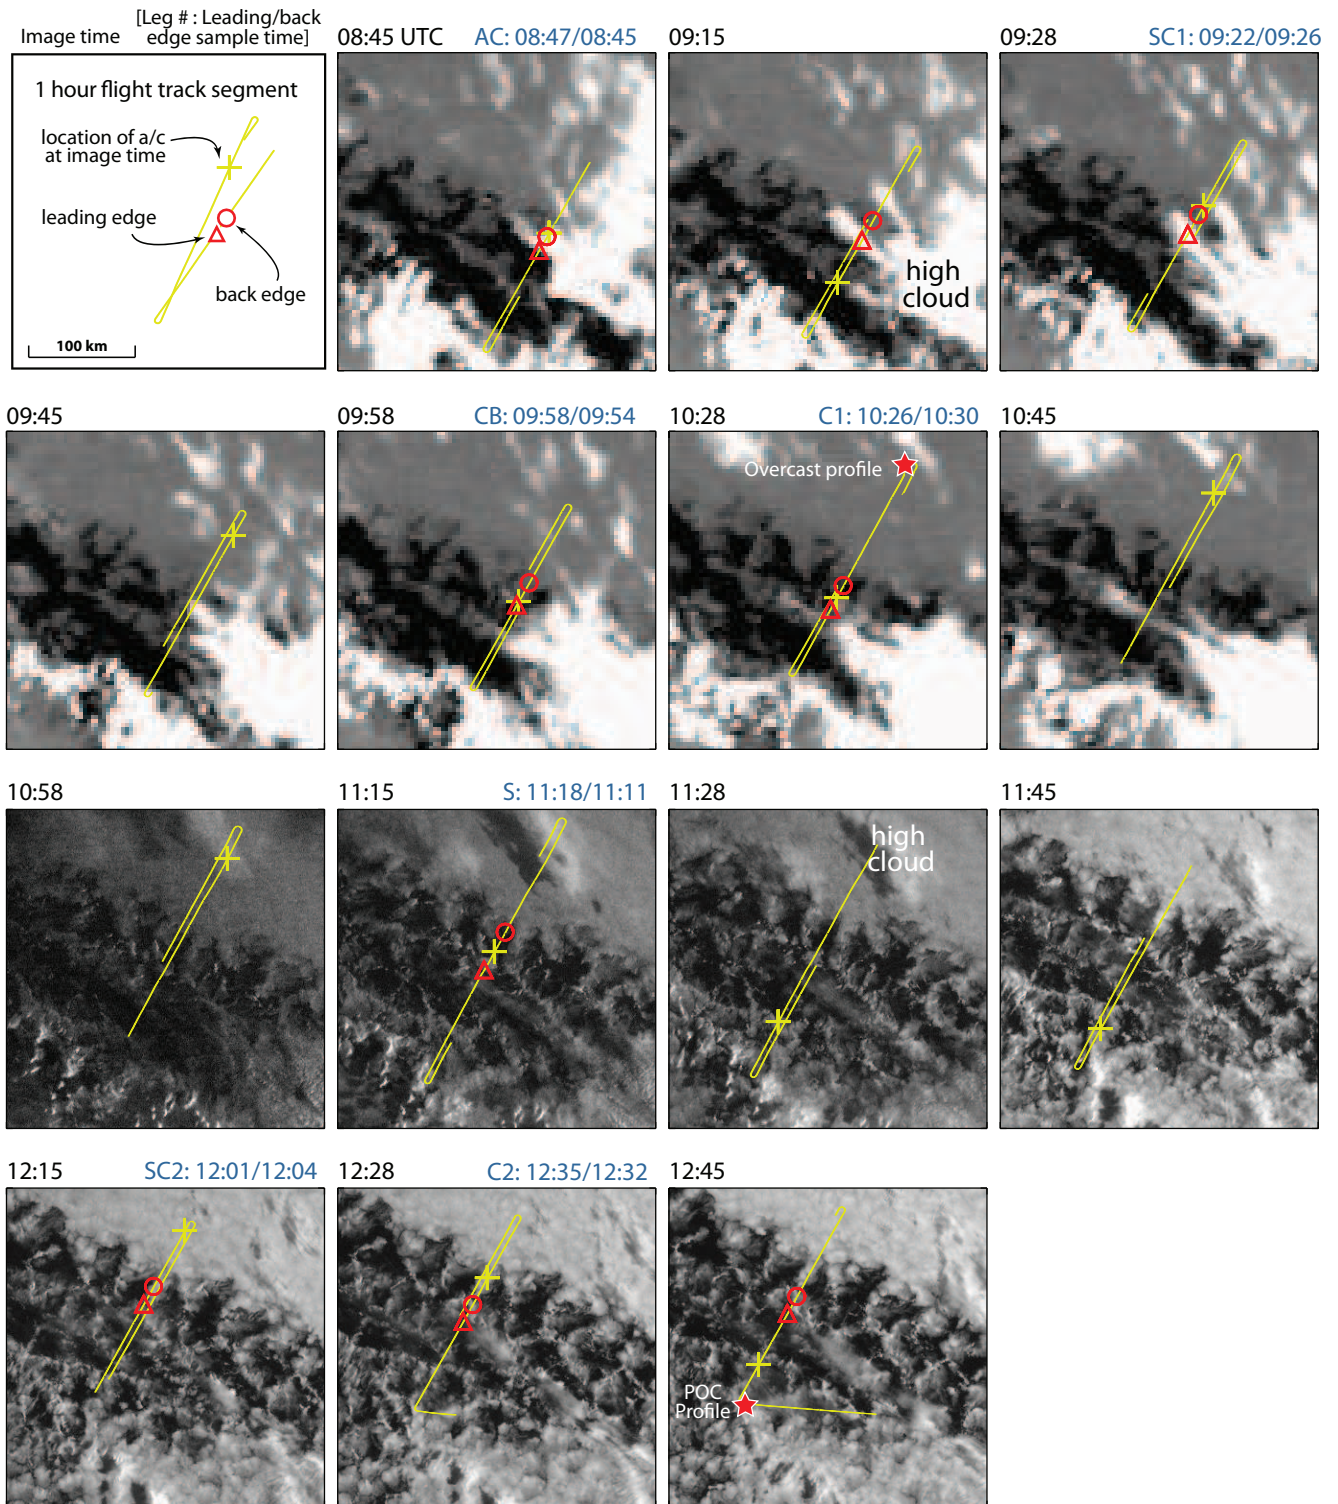 Image time
[Leg # : Leading/back
edge sample time]
1 hour flight track segment
location of a/c
at image time
leading edge
back edge
100 km
08:45 UTC
AC: 08:47/08:45
09:15
high
cloud
09:28
SC1: 09:22/09:26
09:45
09:58
CB: 09:58/09:54
10:28
C1: 10:26/10:30
Overcast profile
10:45
10:58
11:15
S: 11:18/11:11
11:28
high
cloud
11:45
12:15
SC2: 12:01/12:04
12:28
C2: 12:35/12:32
12:45
POC
Profile